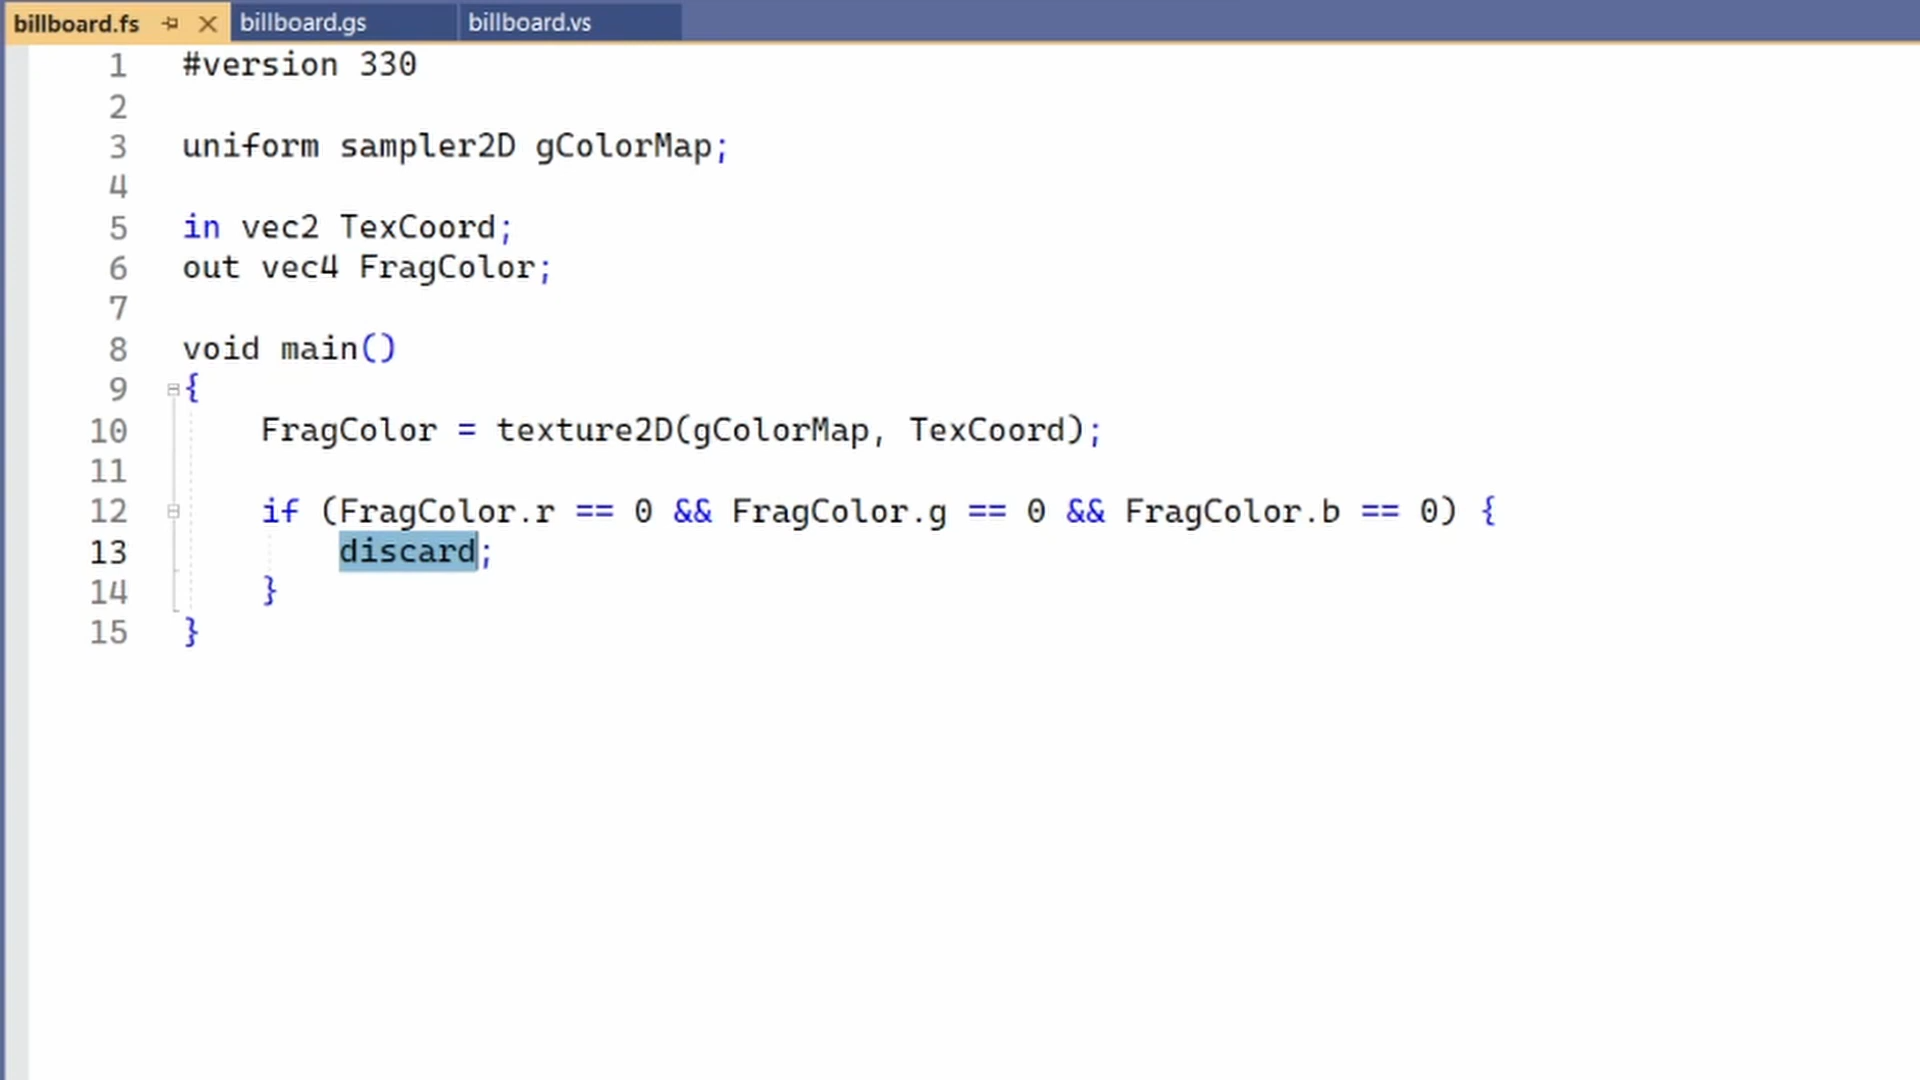 billboard.fs billboard.gs billboard.vs
1 #version 330
2
3 uniform sampler2D gColorMap;
4
5 in vec2 TexCoord;
6 out vec4 FragColor;
7
8 void main()
9 {
10     FragColor = texture2D(gColorMap, TexCoord);
11
12     if (FragColor.r == 0 && FragColor.g == 0 && FragColor.b == 0) {
13         discard;
14     }
15 }